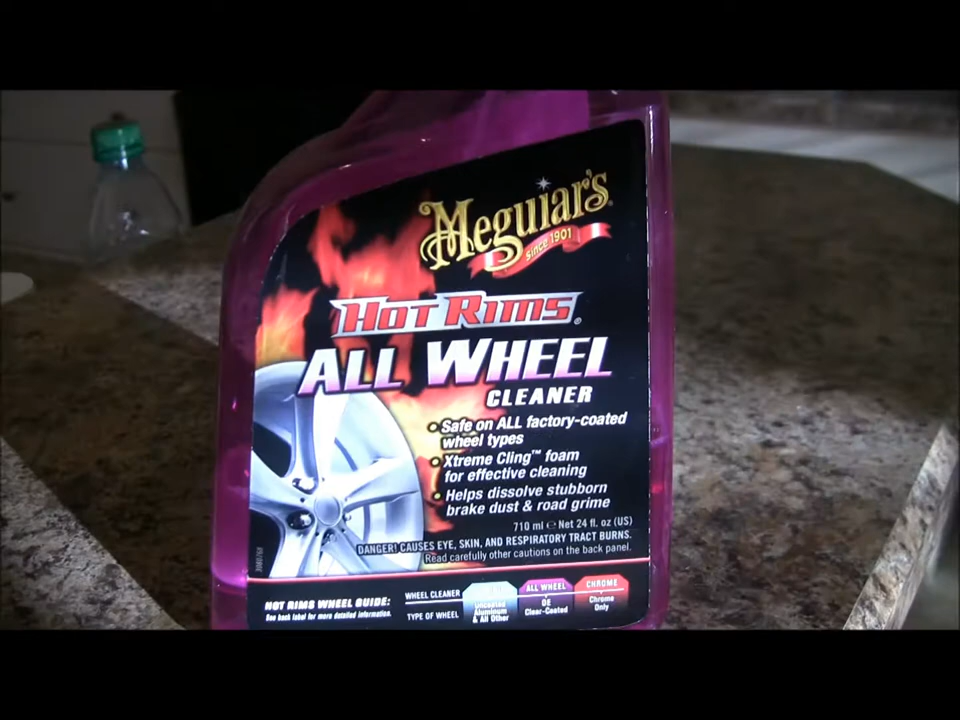 Meguiar's
since 1901
HOT RIMS®
ALL WHEEL
CLEANER
• Safe on ALL factory-coated
wheel types
• Xtreme Cling™ foam
for effective cleaning
• Helps dissolve stubborn
brake dust & road grime
710 ml ℮ Net 24 fl. oz (US)
DANGER! CAUSES EYE, SKIN, AND RESPIRATORY TRACT BURNS.
Read carefully other cautions on the back panel.
HOT RIMS WHEEL GUIDE:
See back label for more detailed information.
WHEEL CLEANER
ALL WHEEL
CHROME
TYPE OF WHEEL
Uncoated
Aluminum
& All Other
OE
Clear-Coated
Chrome
Only